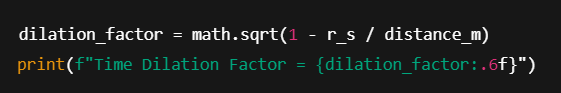 dilation_factor = math.sqrt(1 - r_s / distance_m)
print(f"Time Dilation Factor = {dilation_factor:.6f}")